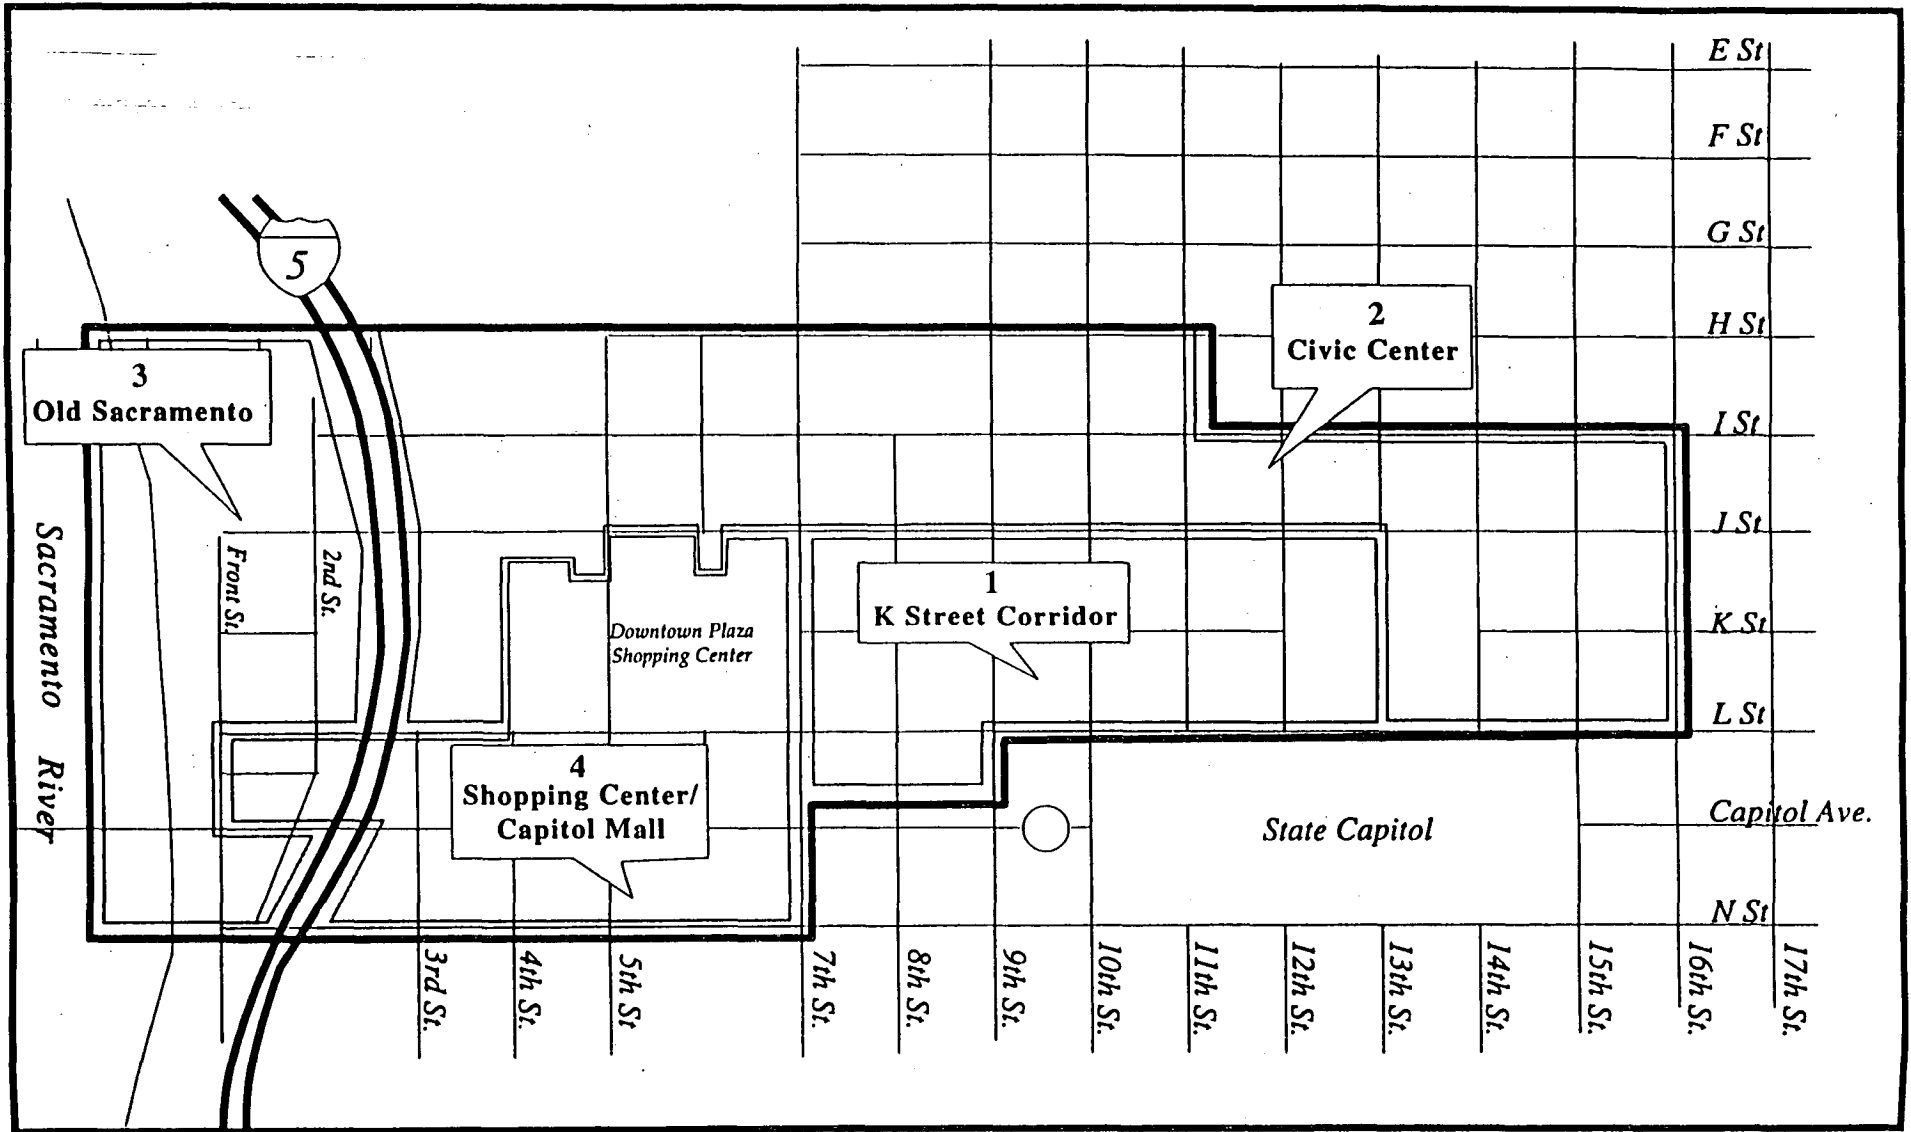 E St
F St
G St
5
2
Civic Center
H St
3
Old Sacramento
I St
J St
Front St.
2nd St.
Sacramento River
1
K Street Corridor
Downtown Plaza
Shopping Center
K St
L St
4
Shopping Center/
Capitol Mall
State Capitol
Capitol Ave.
N St
3rd St.
4th St.
5th St
7th St.
8th St.
9th St.
10th St.
11th St.
12th St.
13th St.
14th St.
15th St.
16th St.
17th St.